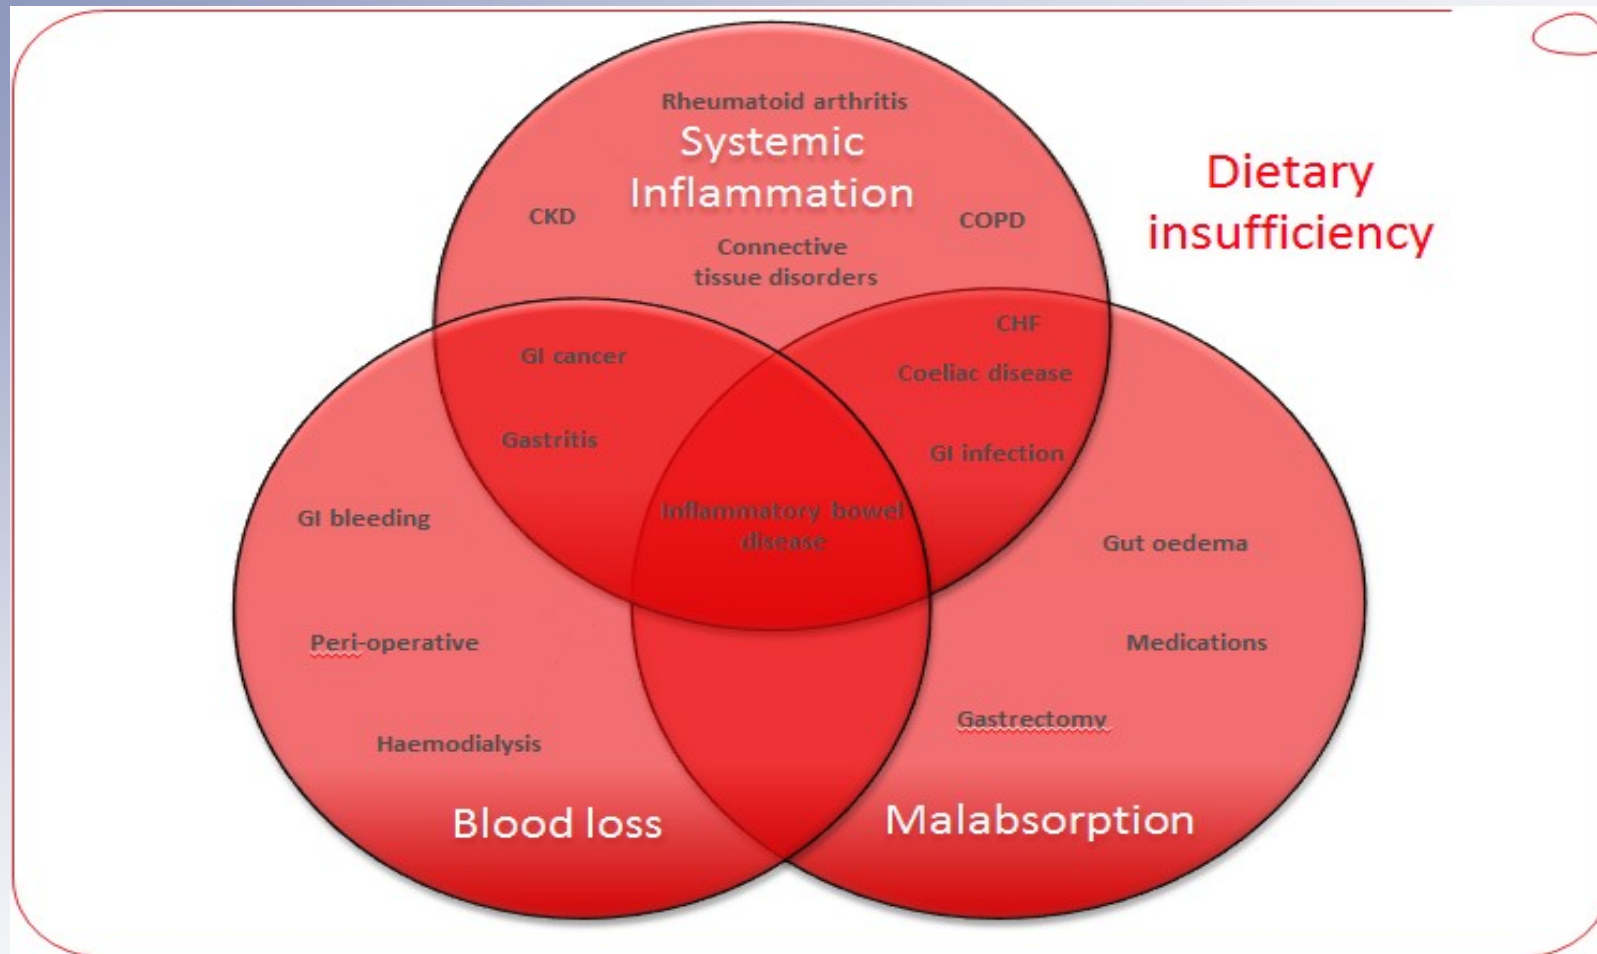 Rheumatoid arthritis
Systemic
Inflammation
CKD
COPD
Connective
tissue disorders
Dietary
insufficiency
CHF
GI cancer
Coeliac disease
Gastritis
GI infection
Inflammatory bowel
disease
GI bleeding
Gut oedema
Peri-operative
Medications
Gastrectomy
Haemodialysis
Blood loss
Malabsorption